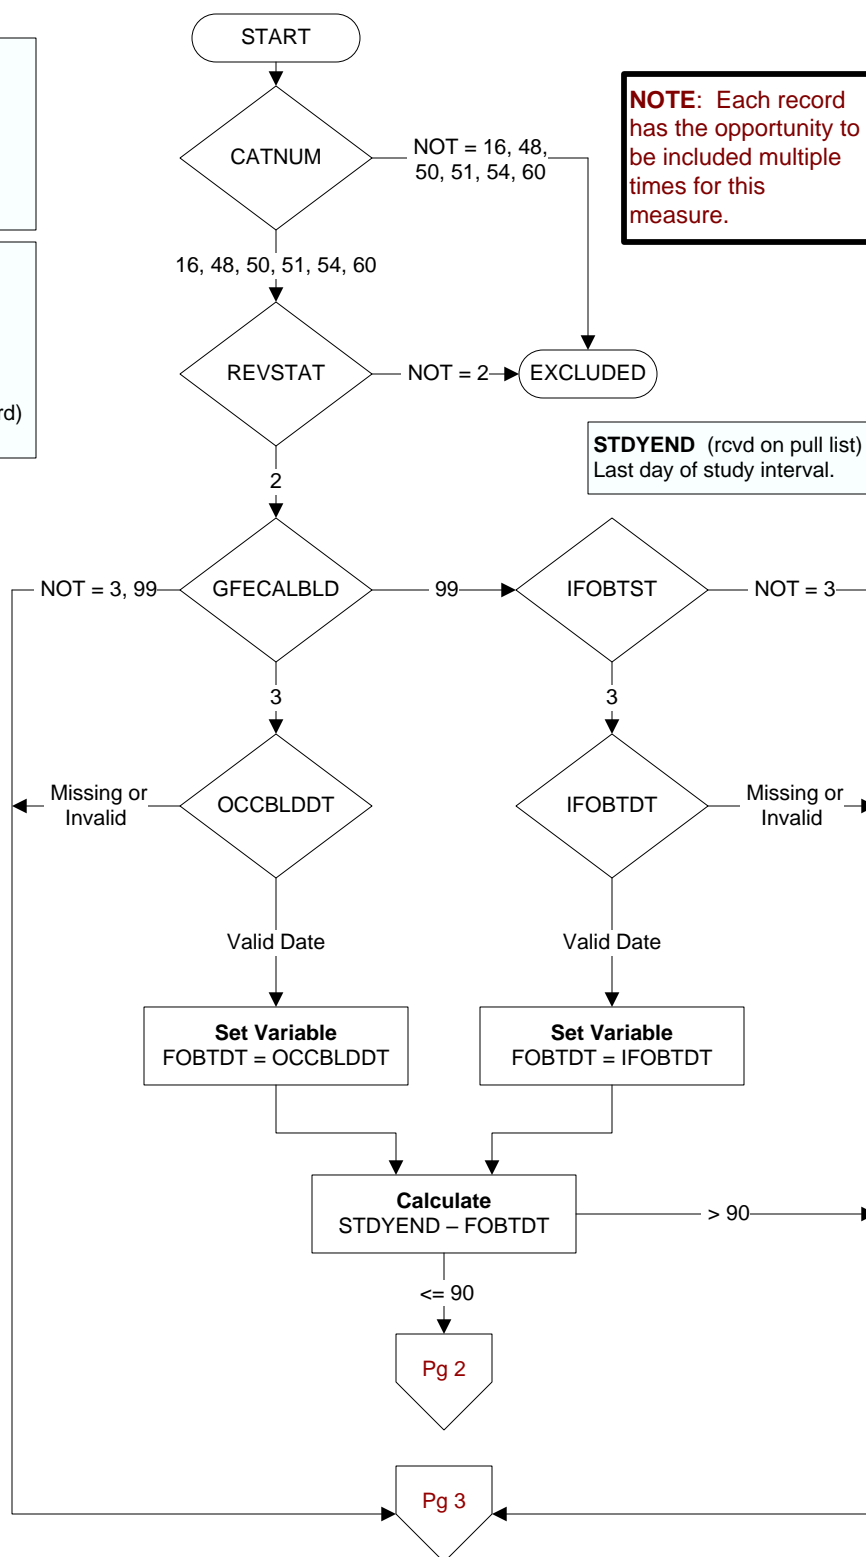 START
NOTE: Each record
has the opportunity to
be included multiple
times for this
measure.
CATNUM
NOT = 16, 48,
50, 51, 54, 60
16, 48, 50, 51, 54, 60
REVSTAT
NOT = 2
EXCLUDED
rd)
STDYEND (rcvd on pull list)
Last day of study interval.
2
NOT = 3, 99
GFECALBLD
99
IFOBTST
NOT = 3
3
3
Missing or
Invalid
OCCBLDDT
IFOBTDT
Missing or
Invalid
Valid Date
Valid Date
Set Variable
FOBTDT = OCCBLDDT
Set Variable
FOBTDT = IFOBTDT
Calculate
STDYEND – FOBTDT
> 90
<= 90
Pg 2
Pg 3